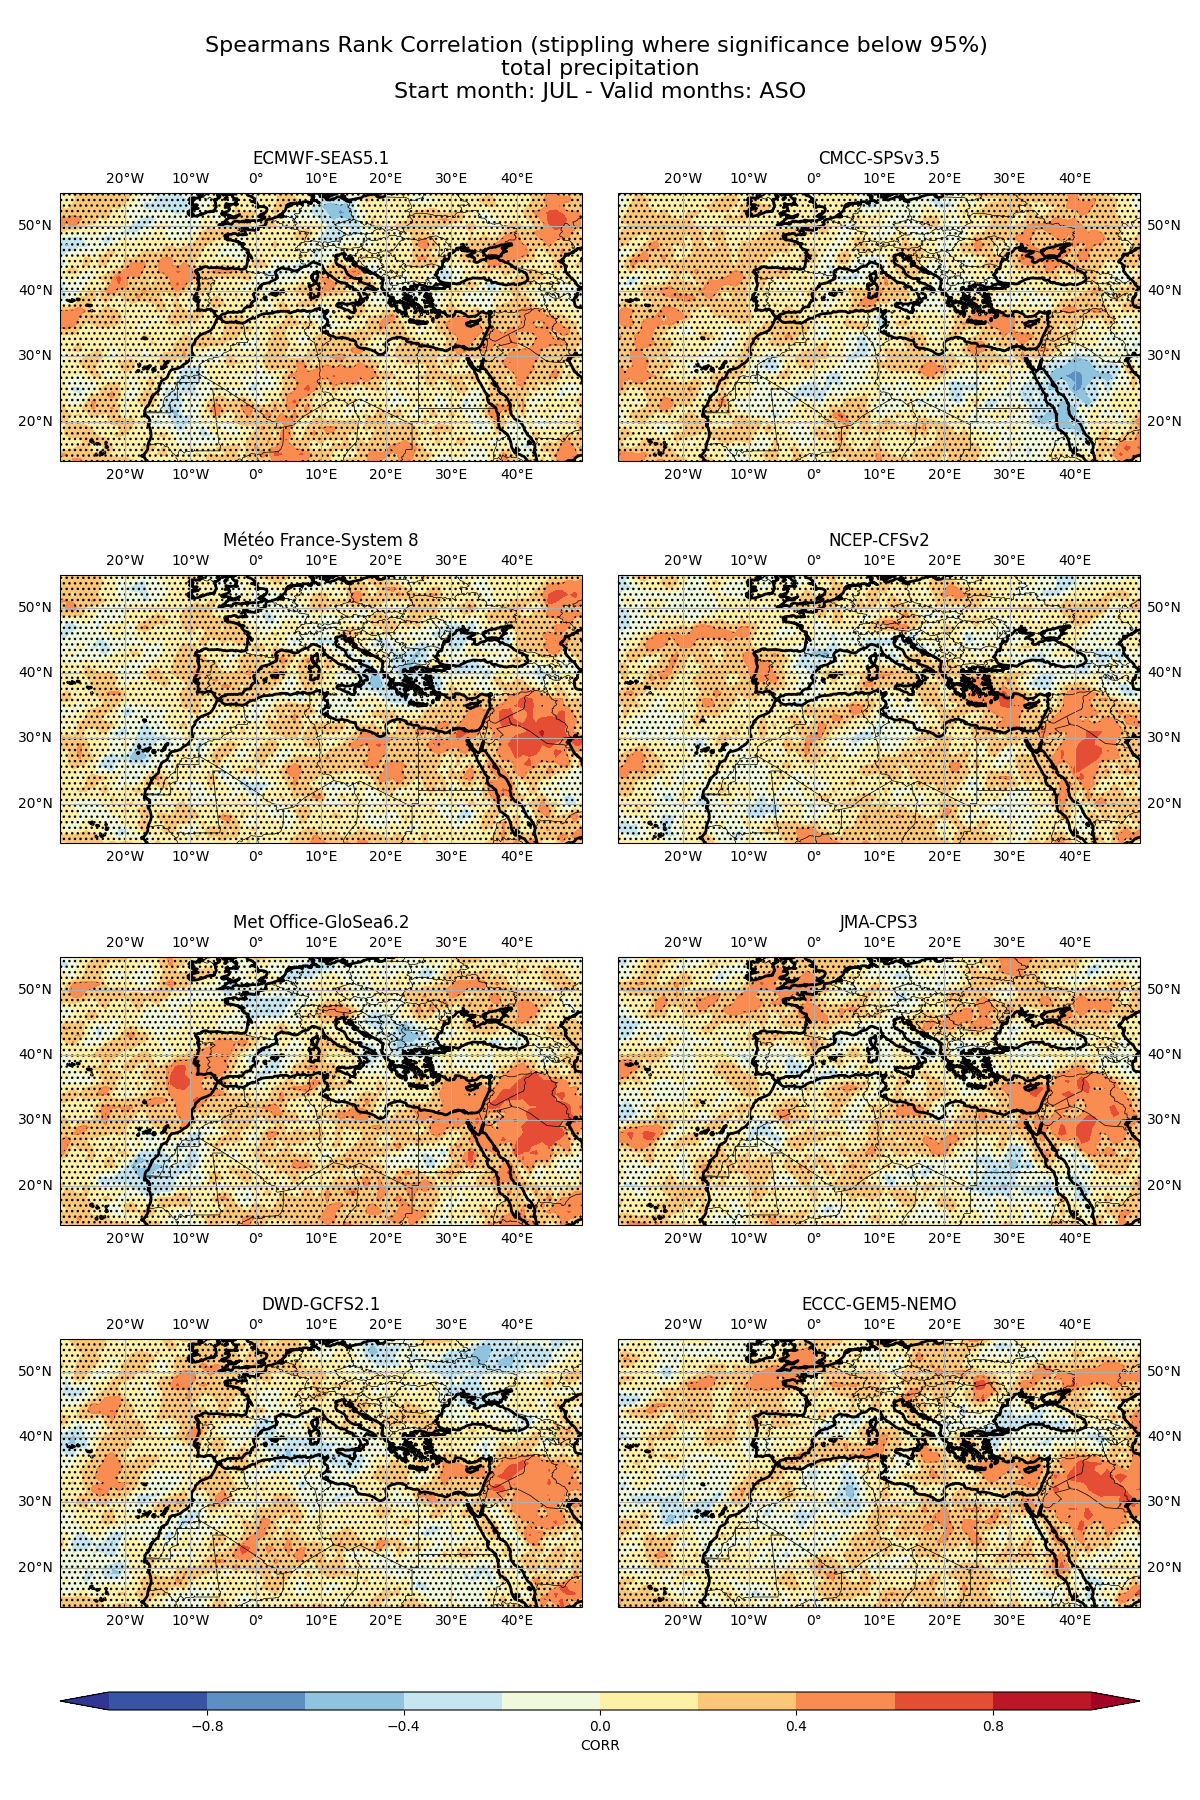 Spearmans Rank Correlation (stippling where significance below 95%)
total precipitation
Start month: JUL - Valid months: ASO
ECMWF-SEAS5.1
20°W 10°W 0° 10°E 20°E 30°E 40°E
50°N
40°N
30°N
20°N
20°W 10°W 0° 10°E 20°E 30°E 40°E
CMCC-SPSv3.5
20°W 10°W 0° 10°E 20°E 30°E 40°E
50°N
40°N
30°N
20°N
20°W 10°W 0° 10°E 20°E 30°E 40°E
Météo France-System 8
20°W 10°W 0° 10°E 20°E 30°E 40°E
50°N
40°N
30°N
20°N
20°W 10°W 0° 10°E 20°E 30°E 40°E
NCEP-CFSv2
20°W 10°W 0° 10°E 20°E 30°E 40°E
50°N
40°N
30°N
20°N
20°W 10°W 0° 10°E 20°E 30°E 40°E
Met Office-GloSea6.2
20°W 10°W 0° 10°E 20°E 30°E 40°E
50°N
40°N
30°N
20°N
20°W 10°W 0° 10°E 20°E 30°E 40°E
JMA-CPS3
20°W 10°W 0° 10°E 20°E 30°E 40°E
50°N
40°N
30°N
20°N
20°W 10°W 0° 10°E 20°E 30°E 40°E
DWD-GCFS2.1
20°W 10°W 0° 10°E 20°E 30°E 40°E
50°N
40°N
30°N
20°N
20°W 10°W 0° 10°E 20°E 30°E 40°E
ECCC-GEM5-NEMO
20°W 10°W 0° 10°E 20°E 30°E 40°E
50°N
40°N
30°N
20°N
20°W 10°W 0° 10°E 20°E 30°E 40°E
−0.8 −0.4 0.0 0.4 0.8
CORR